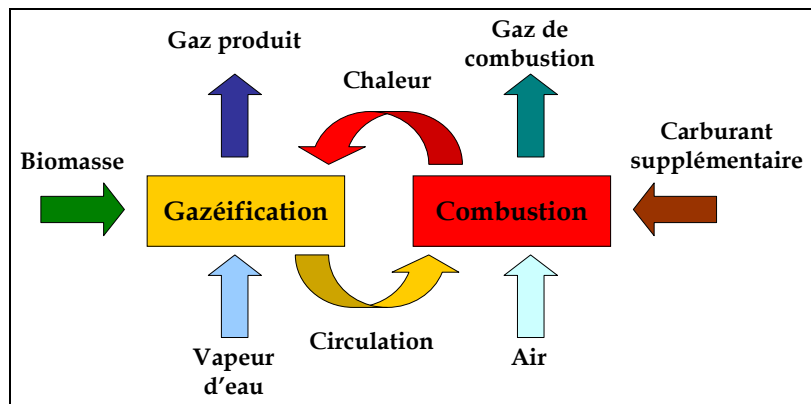 Gaz produit
Gaz de
combustion
Chaleur
Biomasse
Carburant
supplémentaire
Gazéification
Combustion
Circulation
Vapeur
d'eau
Air